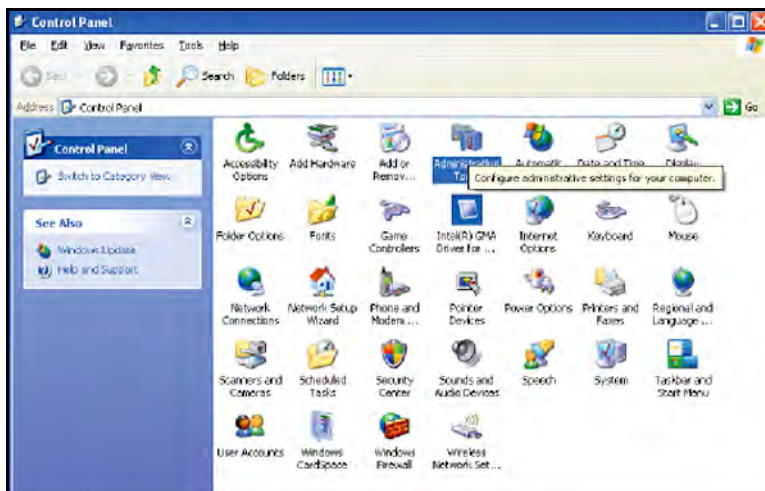 Control Panel
File Edit View Favorites Tools Help
Back Search Folders
Address Control Panel Go
Control Panel
Switch to Category View
See Also
Windows Update
Help and Support
Accessibility Options
Add Hardware
Add or Remov...
Administrative
Automatic
Date and Time
Display
Configure administrative settings for your computer.
Folder Options
Fonts
Game Controllers
Intel(R) GMA Driver for ...
Internet Options
Keyboard
Mouse
Network Connections
Network Setup Wizard
Phone and Modem ...
Pointer Devices
Power Options
Printers and Faxes
Regional and Language ...
Scanners and Cameras
Scheduled Tasks
Security Center
Sounds and Audio Devices
Speech
System
Taskbar and Start Menu
User Accounts
Windows CardSpace
Windows Firewall
Wireless Network Set...